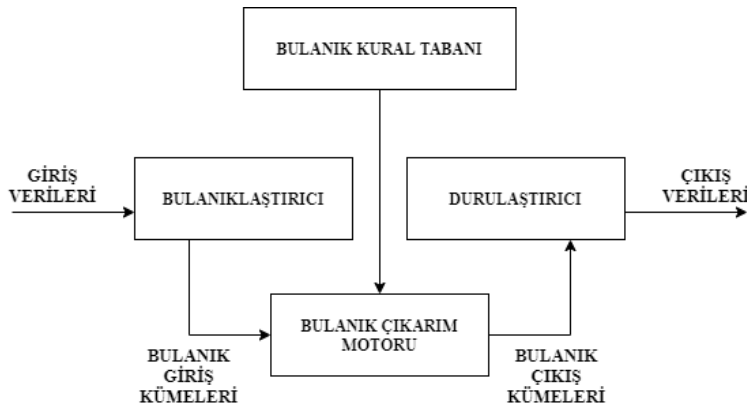 BULANIK KURAL TABANI
GİRİŞ
VERİLERİ
BULANIKLAŞTIRICI
DURULAŞTIRICI
ÇIKIŞ
VERİLERİ
BULANIK ÇIKARIM
MOTORU
BULANIK
GİRİŞ
KÜMELERİ
BULANIK
ÇIKIŞ
KÜMELERİ